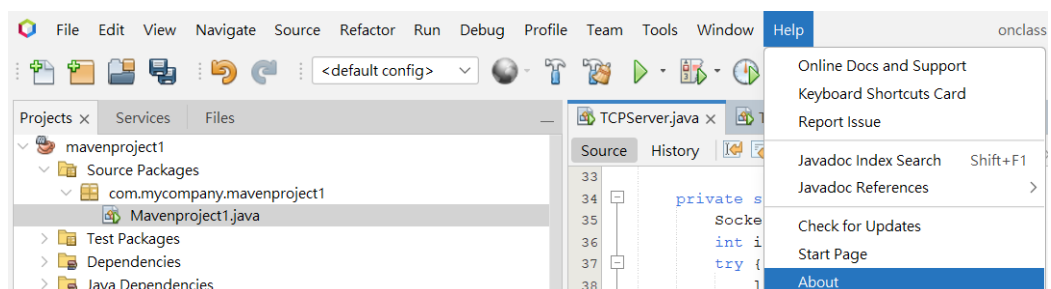 File Edit View Navigate Source Refactor Run Debug Profile Team Tools Window Help onclass
<default config>
Online Docs and Support
Keyboard Shortcuts Card
Report Issue
Javadoc Index Search Shift+F1
Javadoc References
Check for Updates
Start Page
About
Projects Services Files
mavenproject1
Source Packages
com.mycompany.mavenproject1
Mavenproject1.java
Test Packages
Dependencies
Java Dependencies
TCPServer.java
Source History
33
34 private s
35 Socke
36 int i
37 try {
38